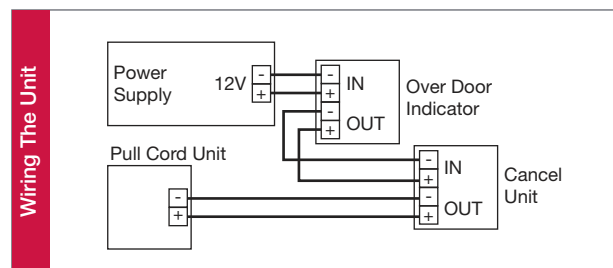 Wiring The Unit
Power
Supply
12V
-
+
-
+
-
+
IN
OUT
Over Door
Indicator
Pull Cord Unit
-
+
-
+
-
+
IN
OUT
Cancel
Unit